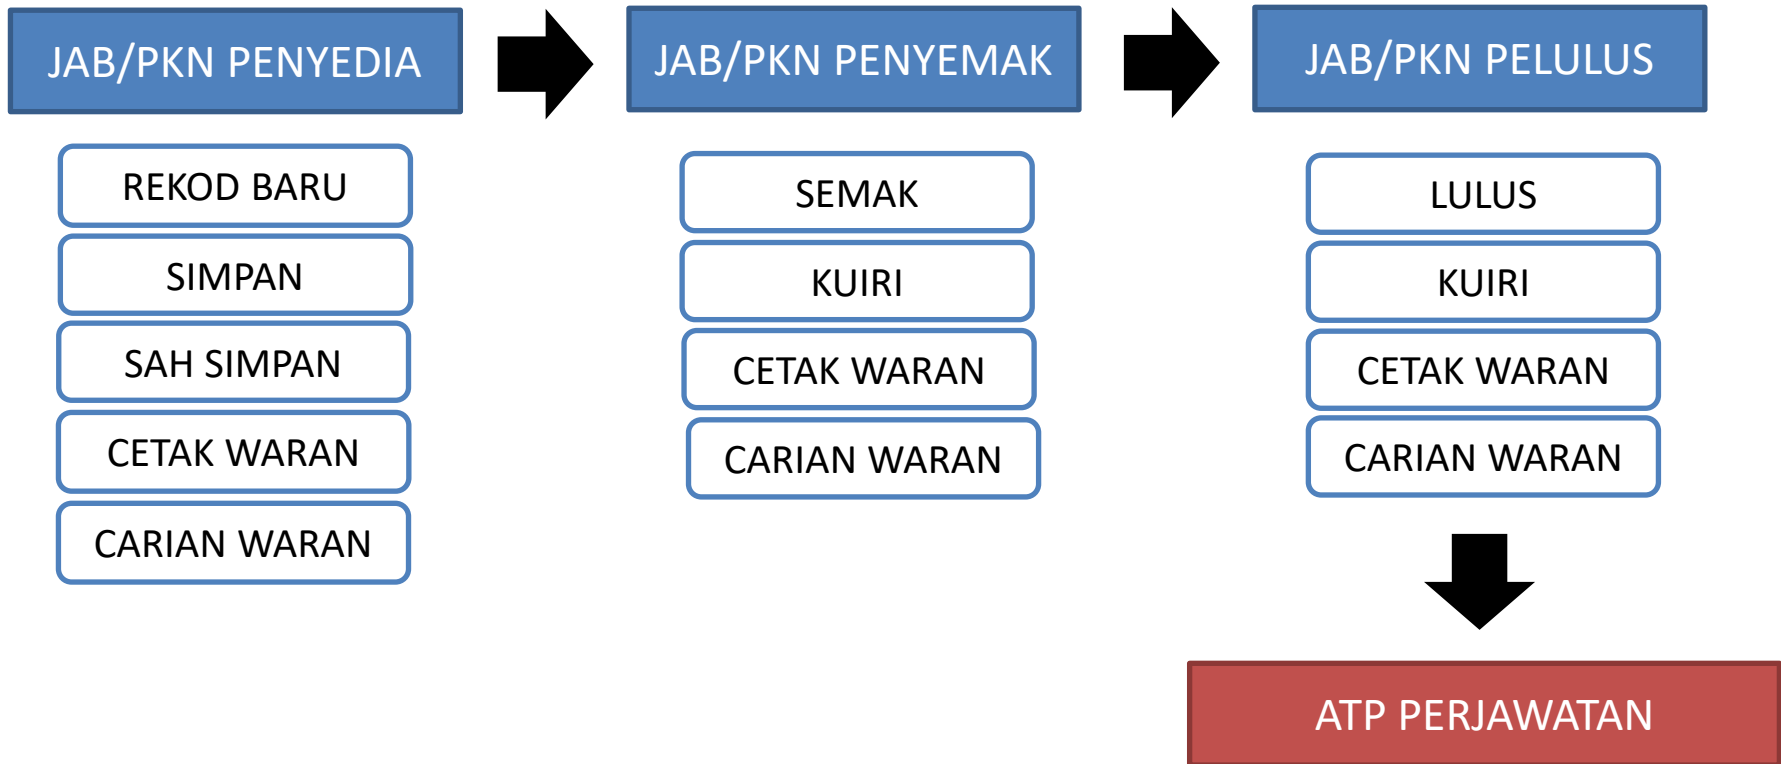 JAB/PKN PENYEDIA
REKOD BARU
SIMPAN
SAH SIMPAN
CETAK WARAN
CARIAN WARAN
JAB/PKN PENYEMAK
SEMAK
KUIRI
CETAK WARAN
CARIAN WARAN
JAB/PKN PELULUS
LULUS
KUIRI
CETAK WARAN
CARIAN WARAN
ATP PERJAWATAN